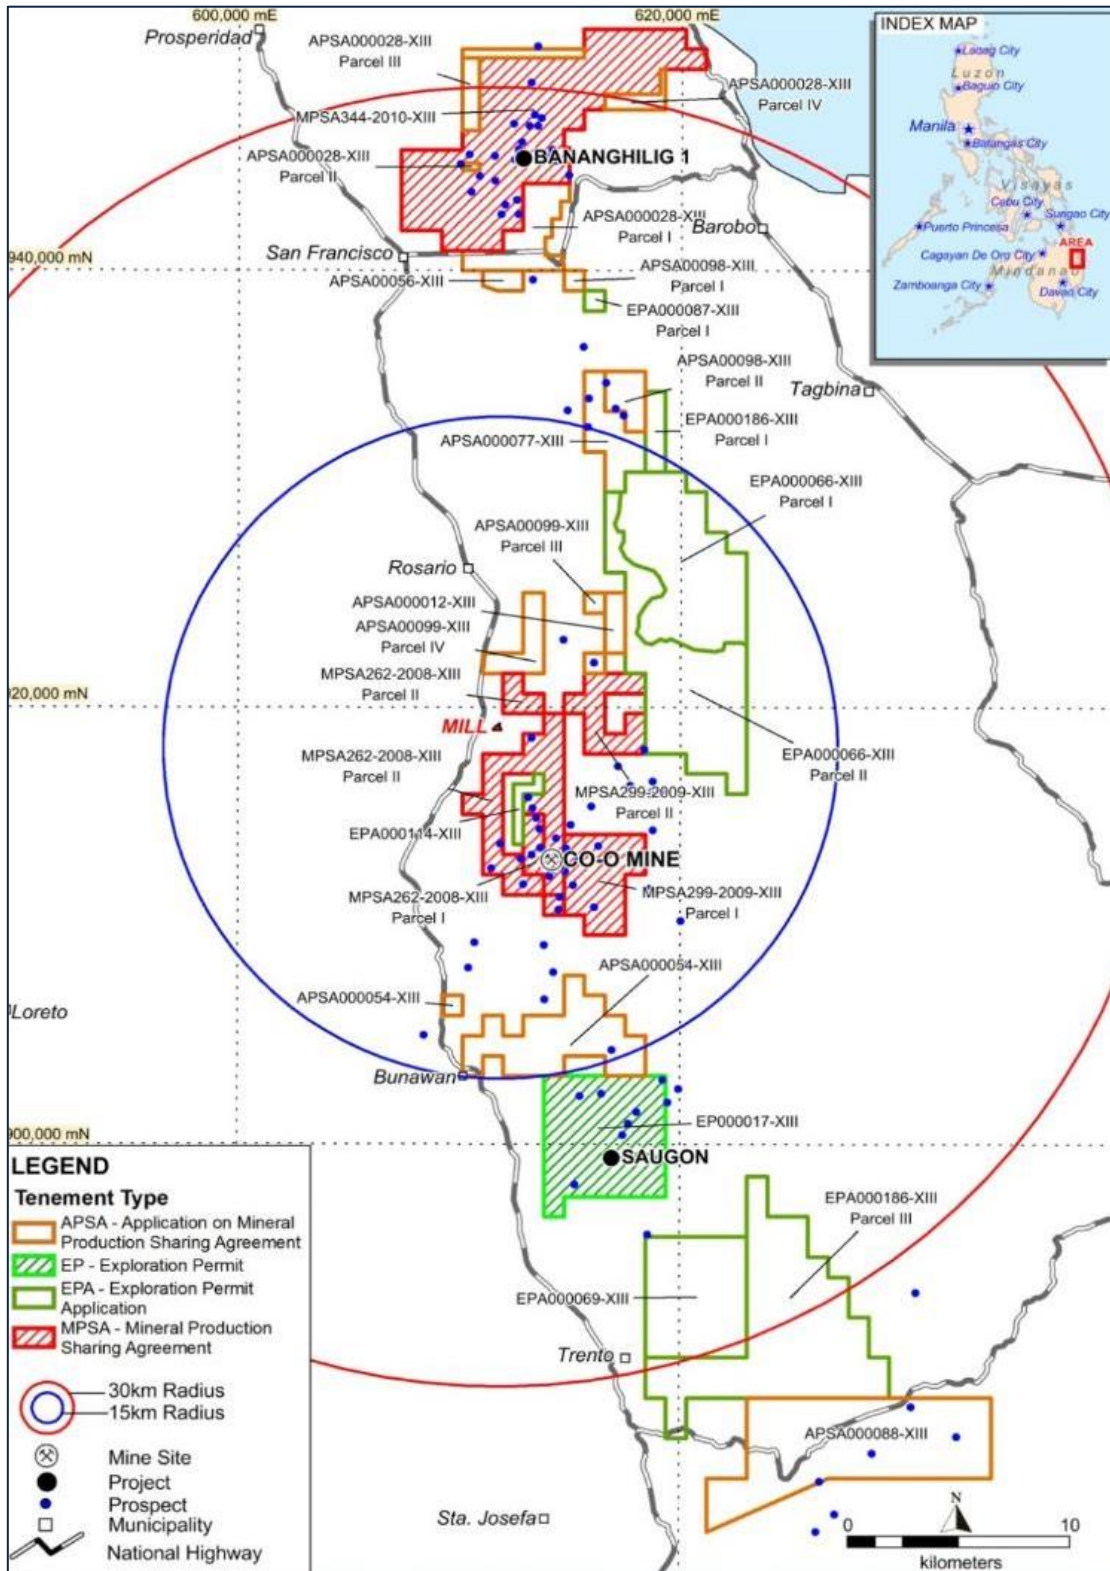 600,000 mE
620,000 mE
Prosperidad
APSA000028-XIII
Parcel III
INDEX MAP
Laoag City
Luzon
Baguio City
Manila
Batangas City
Visayas
Cebu City
Surigao City
Puerto Princesa
AREA
Cagayan De Oro City
Mindanao
Zamboanga City
Davao City
APSA000028-XIII
Parcel IV
MPSA344-2010-XIII
APSA000028-XIII
Parcel II
BANANGHILIG 1
APSA000028-XIII
Parcel I
Barobo
940,000 mN
San Francisco
APSA00056-XIII
APSA00098-XIII
Parcel I
EPA000087-XIII
Parcel I
APSA00098-XIII
Parcel II
Tagbina
EPA000186-XIII
Parcel I
APSA000077-XIII
EPA000066-XIII
Parcel I
APSA00099-XIII
Parcel III
Rosario
APSA000012-XIII
APSA00099-XIII
Parcel IV
MPSA262-2008-XIII
Parcel II
920,000 mN
MILL
MPSA262-2008-XIII
Parcel II
EPA000066-XIII
Parcel II
MPSA299-2009-XIII
Parcel II
EPA000114-XIII
CO-O MINE
MPSA262-2008-XIII
Parcel I
MPSA299-2009-XIII
Parcel I
APSA000054-XIII
APSA000054-XIII
Loreto
Bunawan
EP000017-XIII
900,000 mN
SAUGON
EPA000186-XIII
Parcel III
EPA000069-XIII
Trento
APSA000088-XIII
Sta. Josefa
LEGEND
Tenement Type
APSA - Application on Mineral
Production Sharing Agreement
EP - Exploration Permit
EPA - Exploration Permit
Application
MPSA - Mineral Production
Sharing Agreement
30km Radius
15km Radius
Mine Site
Project
Prospect
Municipality
National Highway
N
0 10
kilometers